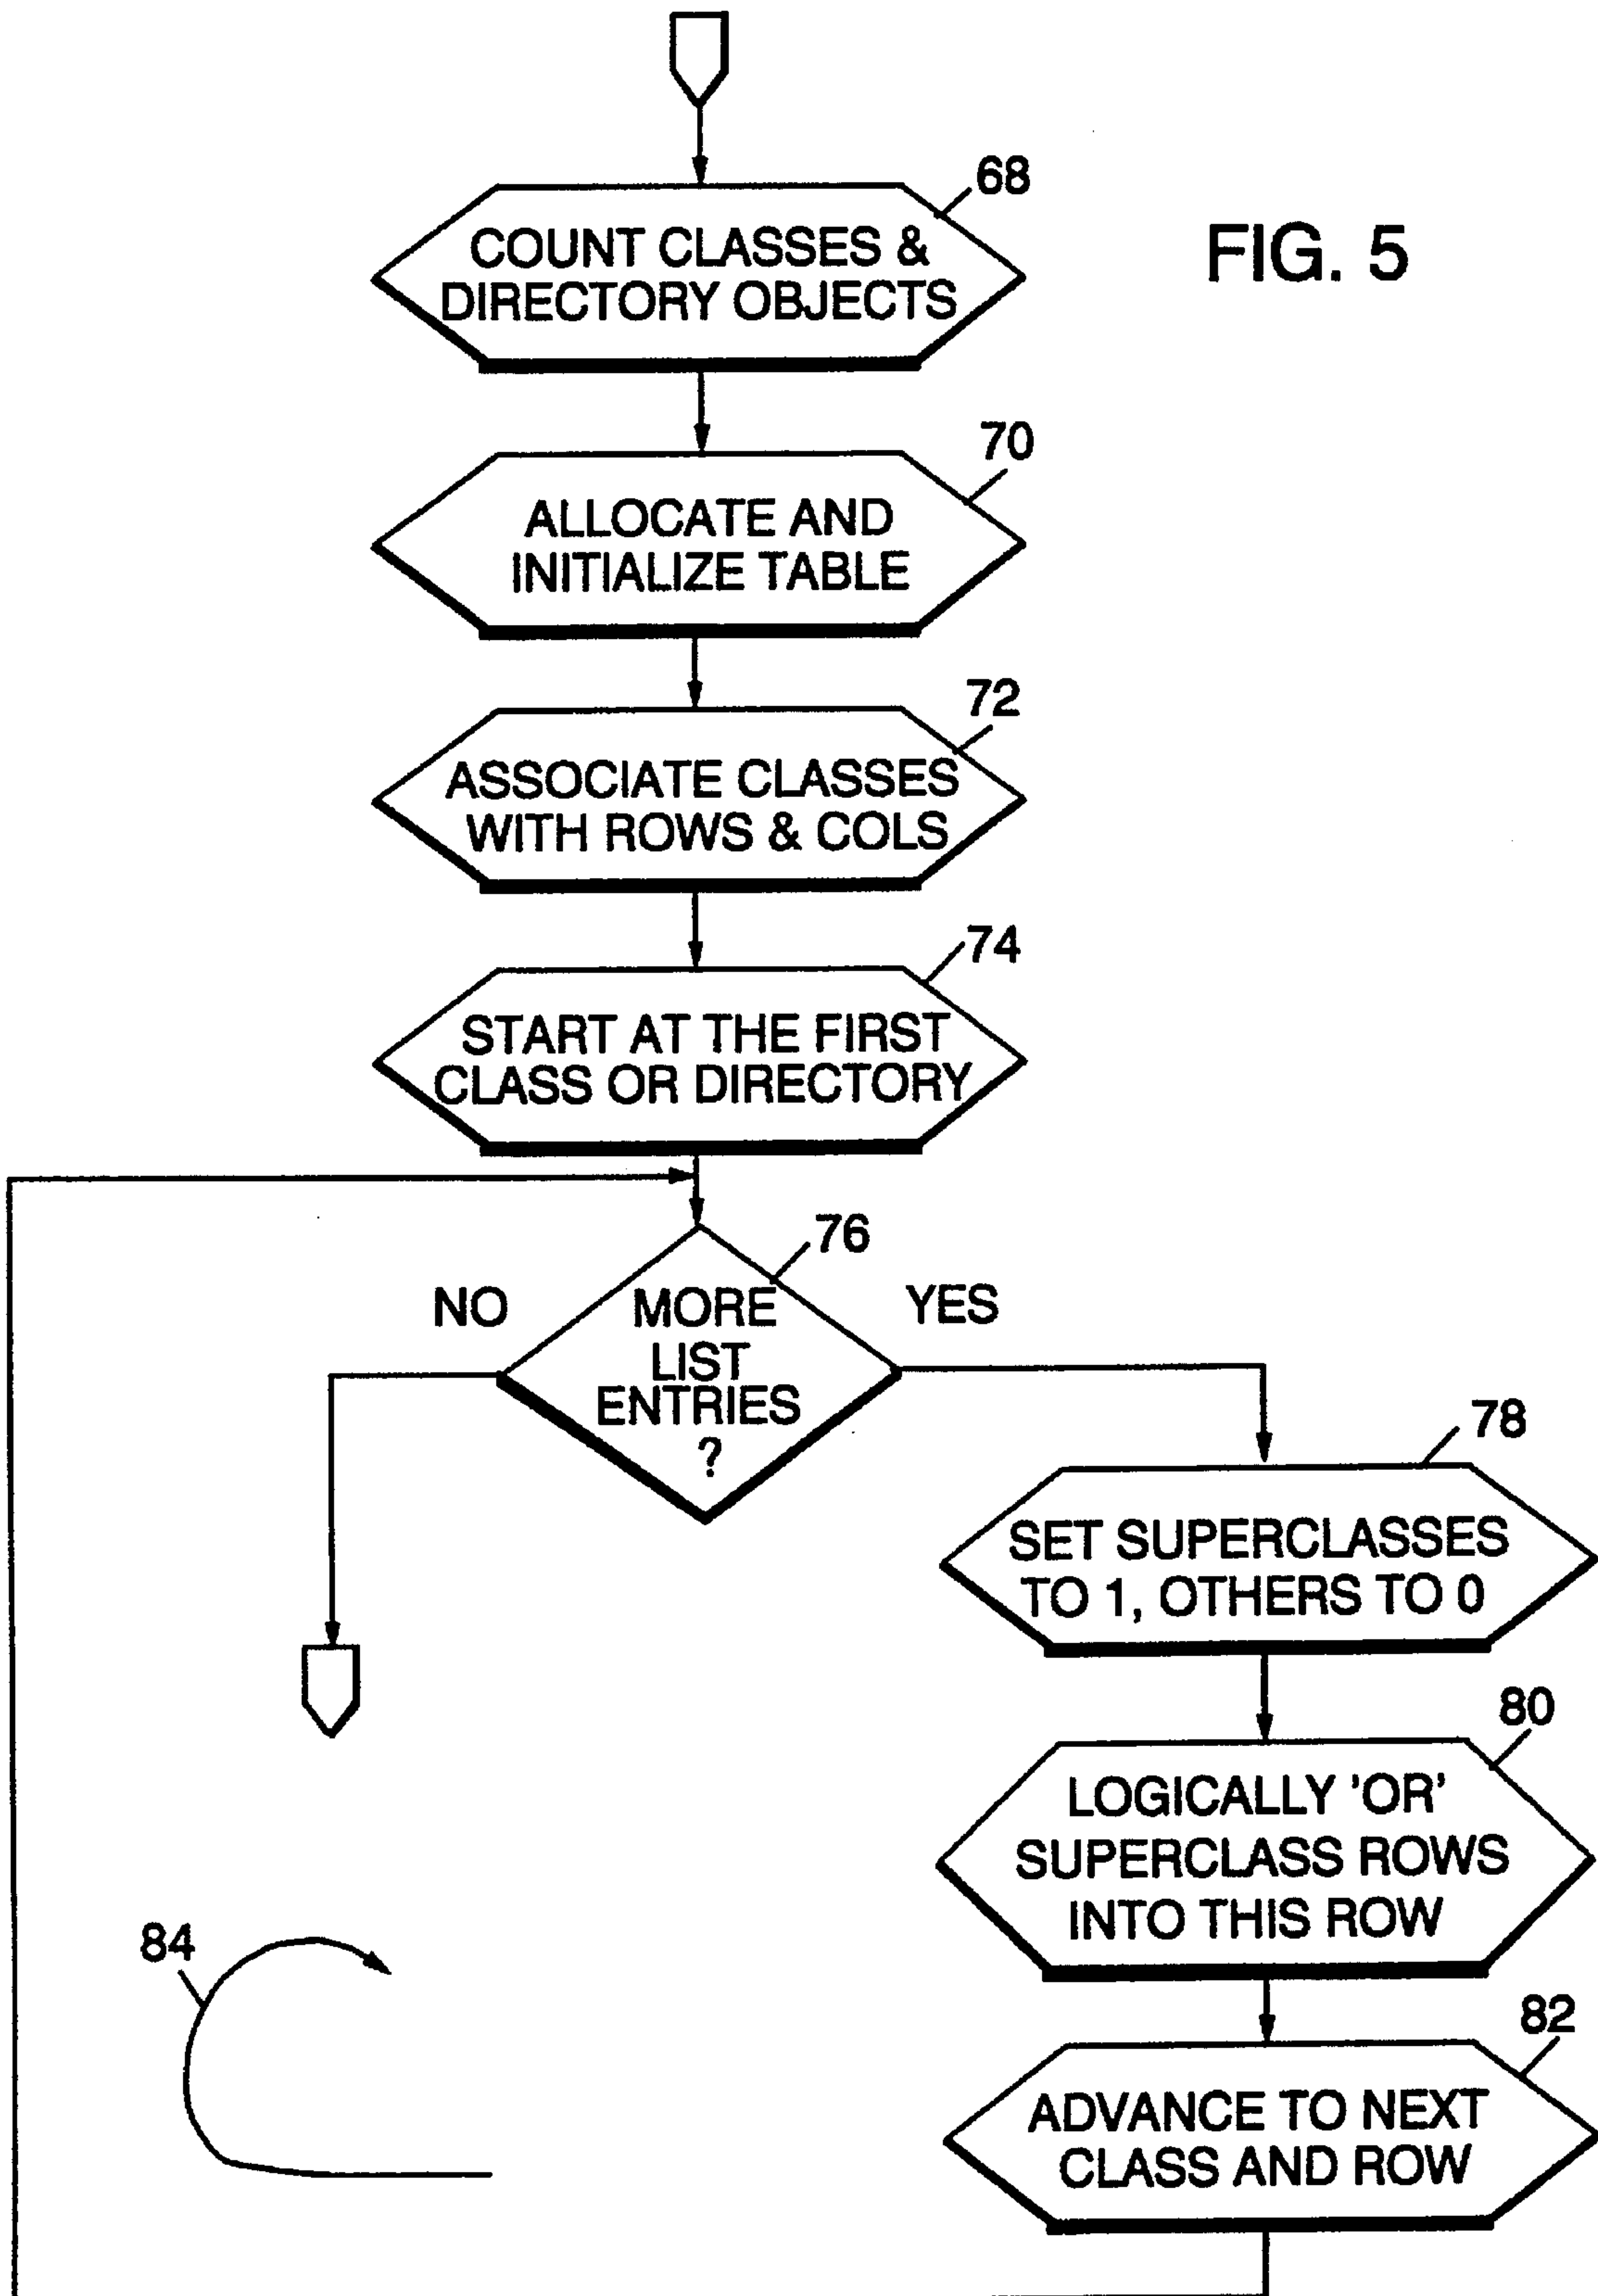 68
FIG. 5
COUNT CLASSES &
DIRECTORY OBJECTS
70
ALLOCATE AND
INITIALIZE TABLE
72
ASSOCIATE CLASSES
WITH ROWS & COLS
74
START AT THE FIRST
CLASS OR DIRECTORY
76
NO
MORE
LIST
ENTRIES
?
YES
78
SET SUPERCLASSES
TO 1, OTHERS TO 0
80
LOGICALLY 'OR'
SUPERCLASS ROWS
INTO THIS ROW
84
82
ADVANCE TO NEXT
CLASS AND ROW